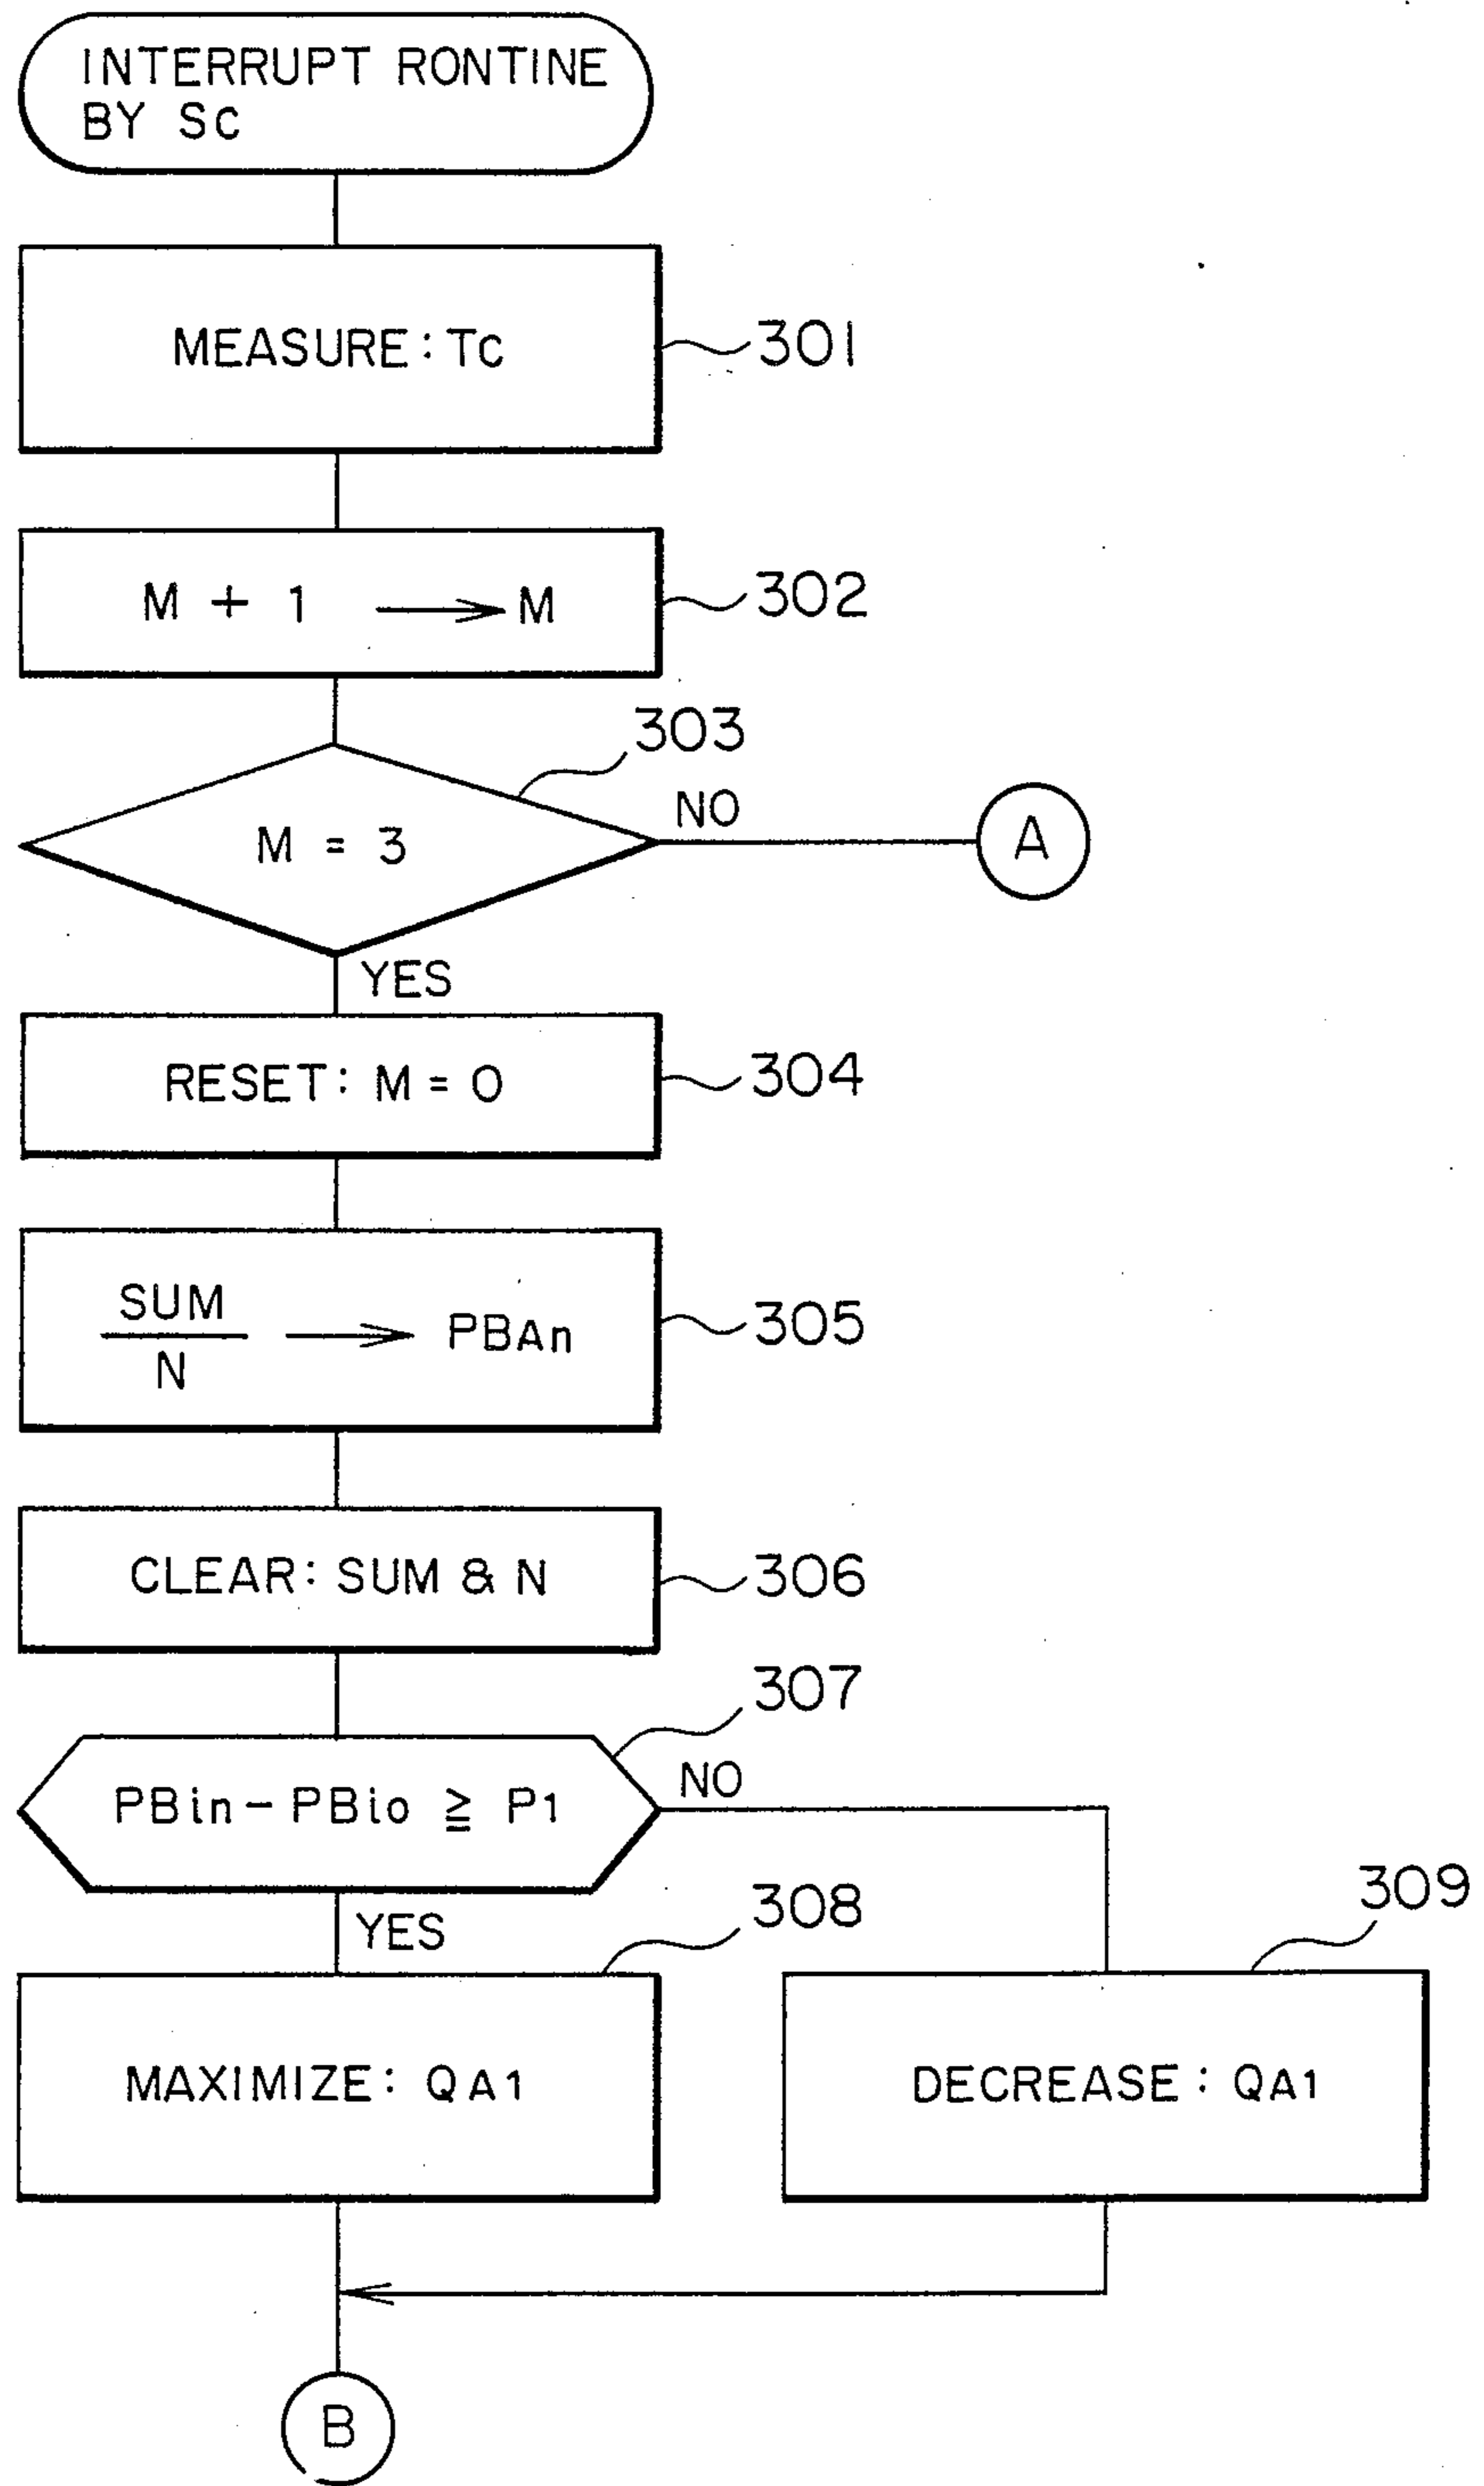 INTERRUPT RONTINE
BY Sc
MEASURE: Tc
301
M + 1 → M
302
303
M = 3
NO
A
YES
RESET: M = 0
304
SUM
N
→ PBAn
305
CLEAR: SUM & N
306
307
PBin - PBio ≧ P1
NO
YES
308
309
MAXIMIZE: QA1
DECREASE: QA1
B